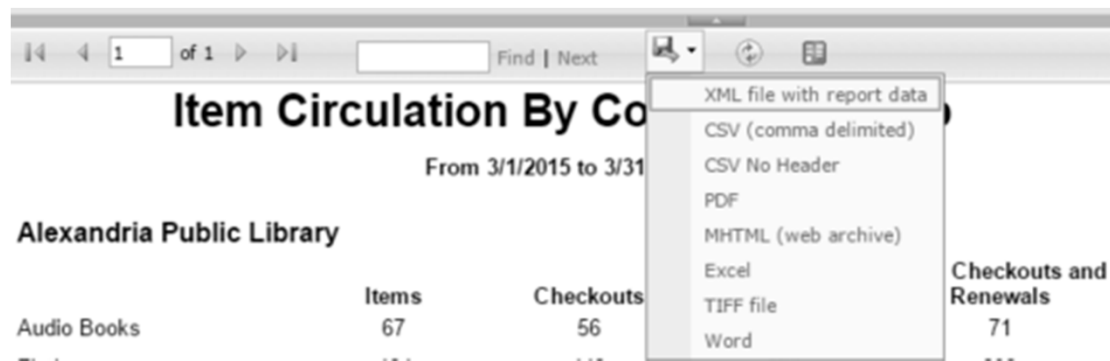 1 of 1 Find | Next
XML file with report data
CSV (comma delimited)
CSV No Header
PDF
MHTML (web archive)
Excel
TIFF file
Word
Item Circulation By Co
From 3/1/2015 to 3/31
Alexandria Public Library
Items Checkouts Checkouts and
Renewals
Audio Books 67 56 71